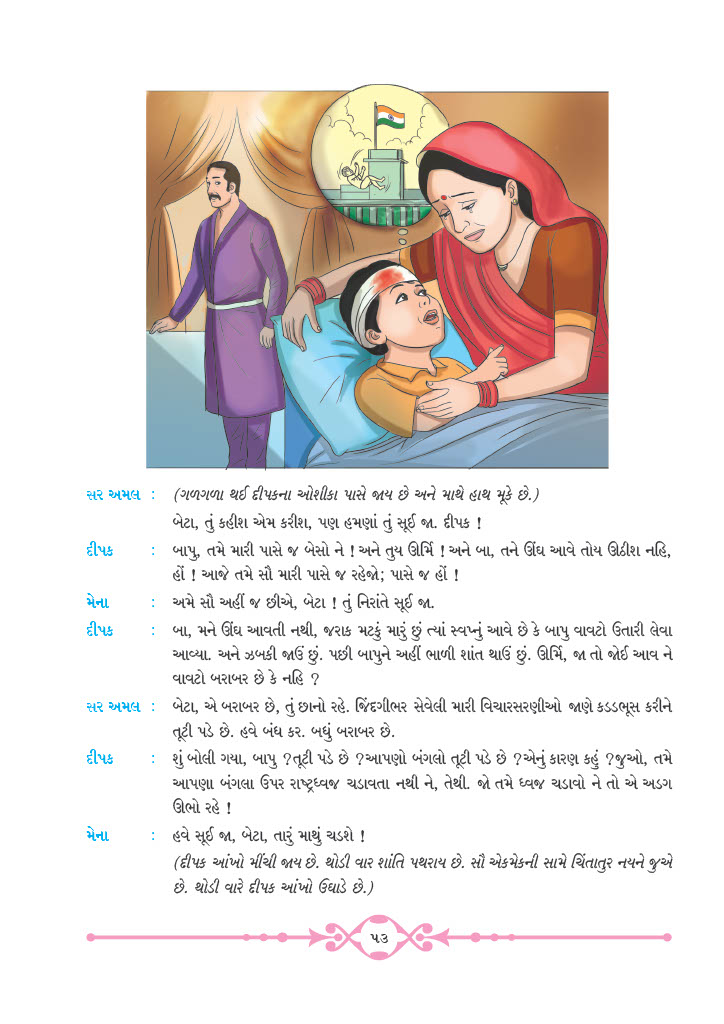 સર અમલ : (ગળગળા થઈ દીપકના ઓશીકા પાસે જાય છે અને માથે હાથ મૂકે છે.)
બેટા, તું કહીશ એમ કરીશ, પણ હમણાં તું સૂઈ જા. દીપક !
દીપક : બાપુ, તમે મારી પાસે જ બેસો ને ! અને તુય ઊર્મિ ! અને બા, તને ઊંઘ આવે તોય ઊઠીશ નહિ,
હોં ! આજે તમે સૌ મારી પાસે જ રહેજો; પાસે જ હોં !
મેના : અમે સૌ અહીં જ છીએ, બેટા ! તું નિરાંતે સૂઈ જા.
દીપક : બા, મને ઊંઘ આવતી નથી, જરાક મટકું મારું છું ત્યાં સ્વપ્નું આવે છે કે બાપુ વાવટો ઉતારી લેવા
આવ્યા. અને ઝબકી જાઉં છું. પછી બાપુને અહીં ભાળી શાંત થાઉં છું. ઊર્મિ, જા તો જોઈ આવ ને
વાવટો બરાબર છે કે નહિ ?
સર અમલ : બેટા, એ બરાબર છે, તું છાનો રહે. જિંદગીભર સેવેલી મારી વિચારસરણીઓ જાણે કડડભૂસ કરીને
તૂટી પડે છે. હવે બંધ કર. બધું બરાબર છે.
દીપક : શું બોલી ગયા, બાપુ ?તૂટી પડે છે ?આપણો બંગલો તૂટી પડે છે ?એનું કારણ કહું ?જુઓ, તમે
આપણા બંગલા ઉપર રાષ્ટ્રધ્વજ ચડાવતા નથી ને, તેથી. જો તમે ધ્વજ ચડાવો ને તો એ અડગ
ઊભો રહે !
મેના : હવે સૂઈ જા, બેટા, તારું માથું ચડશે !
(દીપક આંખો મીંચી જાય છે. થોડી વાર શાંતિ પથરાય છે. સૌ એકમેકની સામે ચિંતાતુર નયને જુએ
છે. થોડી વારે દીપક આંખો ઉઘાડે છે.)
૫૩